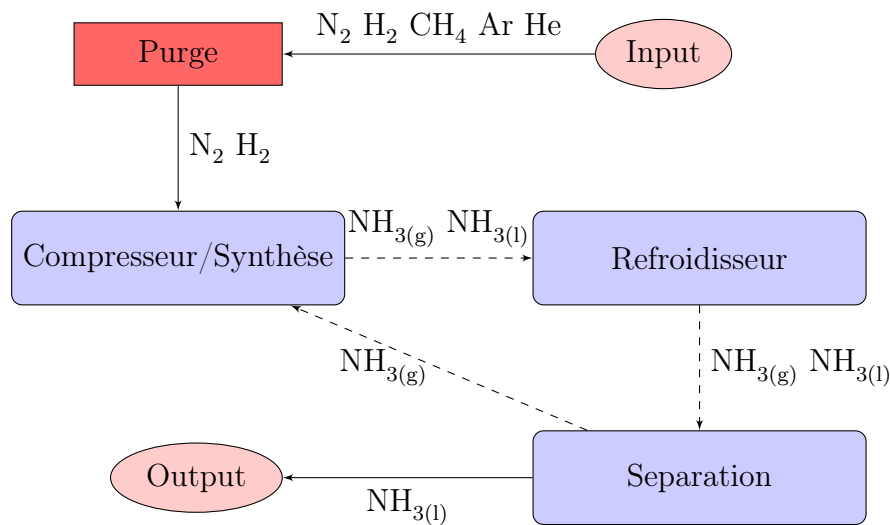 N₂ H₂ CH₄ Ar He
Purge
Input
N₂ H₂
NH₃(g) NH₃(l)
Compresseur/Synthèse
Refroidisseur
NH₃(g)
NH₃(g) NH₃(l)
Output
Separation
NH₃(l)